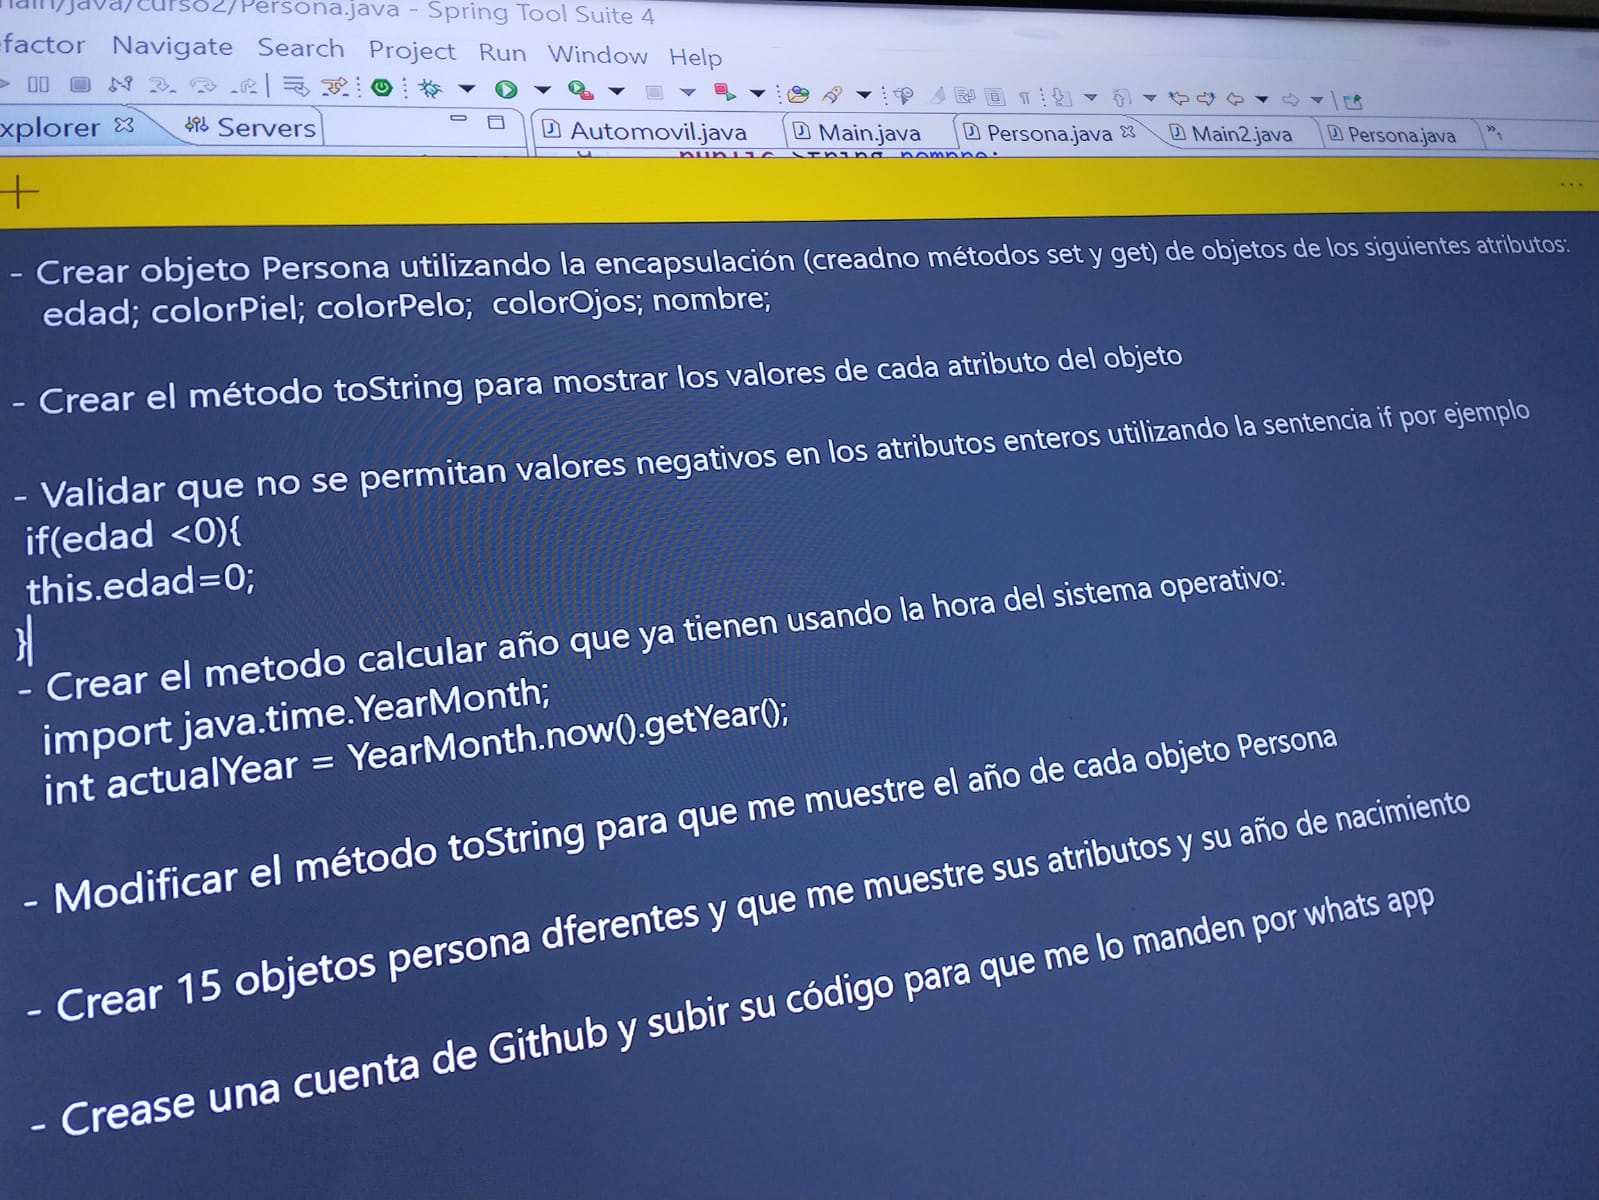 main/java/curso2/Persona.java - Spring Tool Suite 4
efactor Navigate Search Project Run Window Help
xplorer Servers Automovil.java Main.java Persona.java Main2.java Persona.java »1
public String nombre;
+ ...
- Crear objeto Persona utilizando la encapsulación (creadno métodos set y get) de objetos de los siguientes atributos:
edad; colorPiel; colorPelo; colorOjos; nombre;
- Crear el método toString para mostrar los valores de cada atributo del objeto
- Validar que no se permitan valores negativos en los atributos enteros utilizando la sentencia if por ejemplo
if(edad <0){
this.edad=0;
}
- Crear el metodo calcular año que ya tienen usando la hora del sistema operativo:
import java.time.YearMonth;
int actualYear = YearMonth.now().getYear();
- Modificar el método toString para que me muestre el año de cada objeto Persona
- Crear 15 objetos persona dferentes y que me muestre sus atributos y su año de nacimiento
- Crease una cuenta de Github y subir su código para que me lo manden por whats app